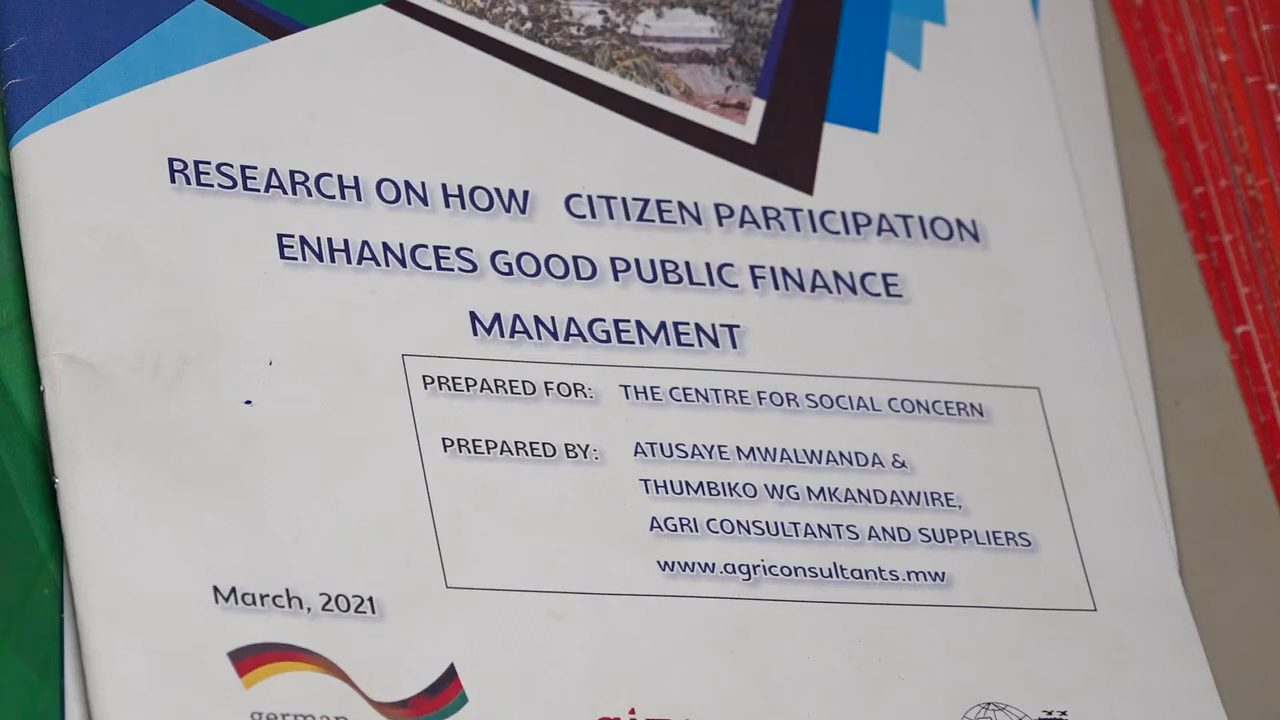 RESEARCH ON HOW CITIZEN PARTICIPATION
ENHANCES GOOD PUBLIC FINANCE
MANAGEMENT
PREPARED FOR: THE CENTRE FOR SOCIAL CONCERN
PREPARED BY: ATUSAYE MWALWANDA &
THUMBIKO WG MKANDAWIRE,
AGRI CONSULTANTS AND SUPPLIERS
www.agriconsultants.mw
March, 2021
german